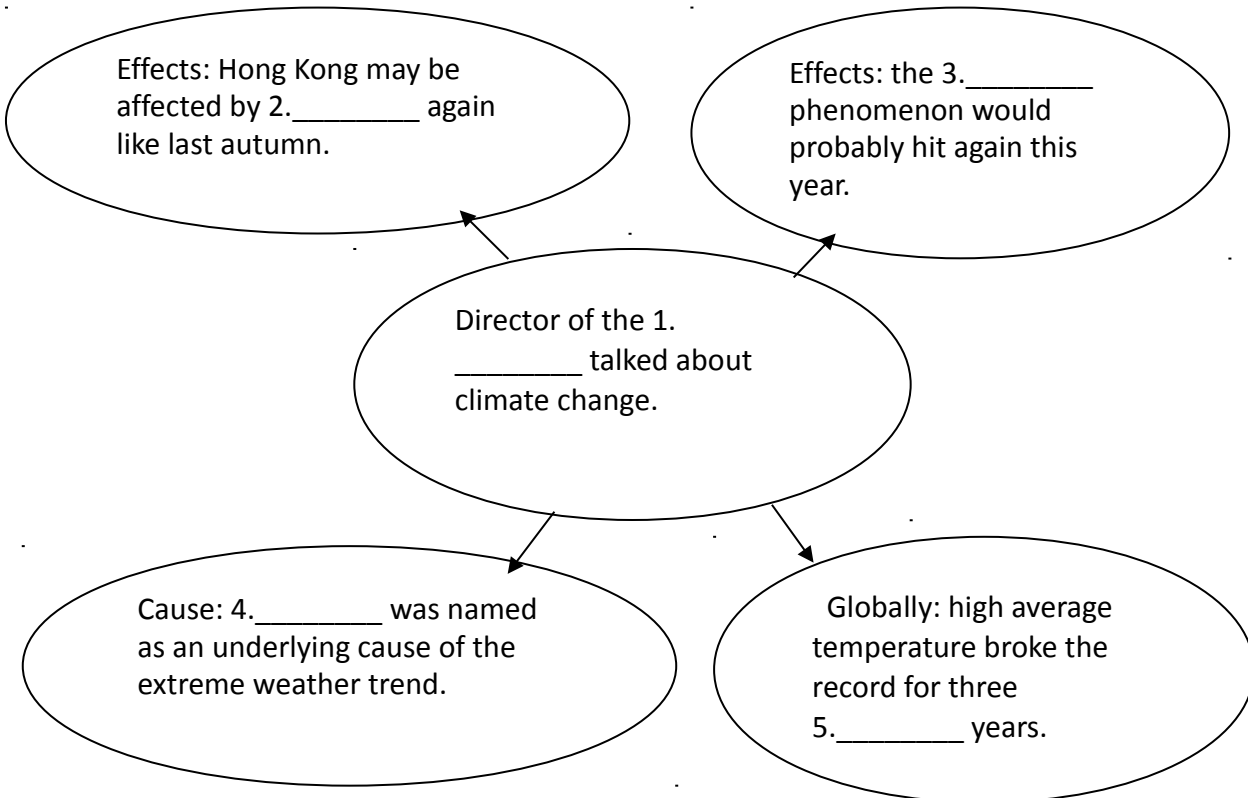 Effects: Hong Kong may be
affected by 2.________ again
like last autumn.
Effects: the 3.________
phenomenon would
probably hit again this
year.
Director of the 1.
________ talked about
climate change.
Cause: 4.________ was named
as an underlying cause of the
extreme weather trend.
Globally: high average
temperature broke the
record for three
5.________ years.